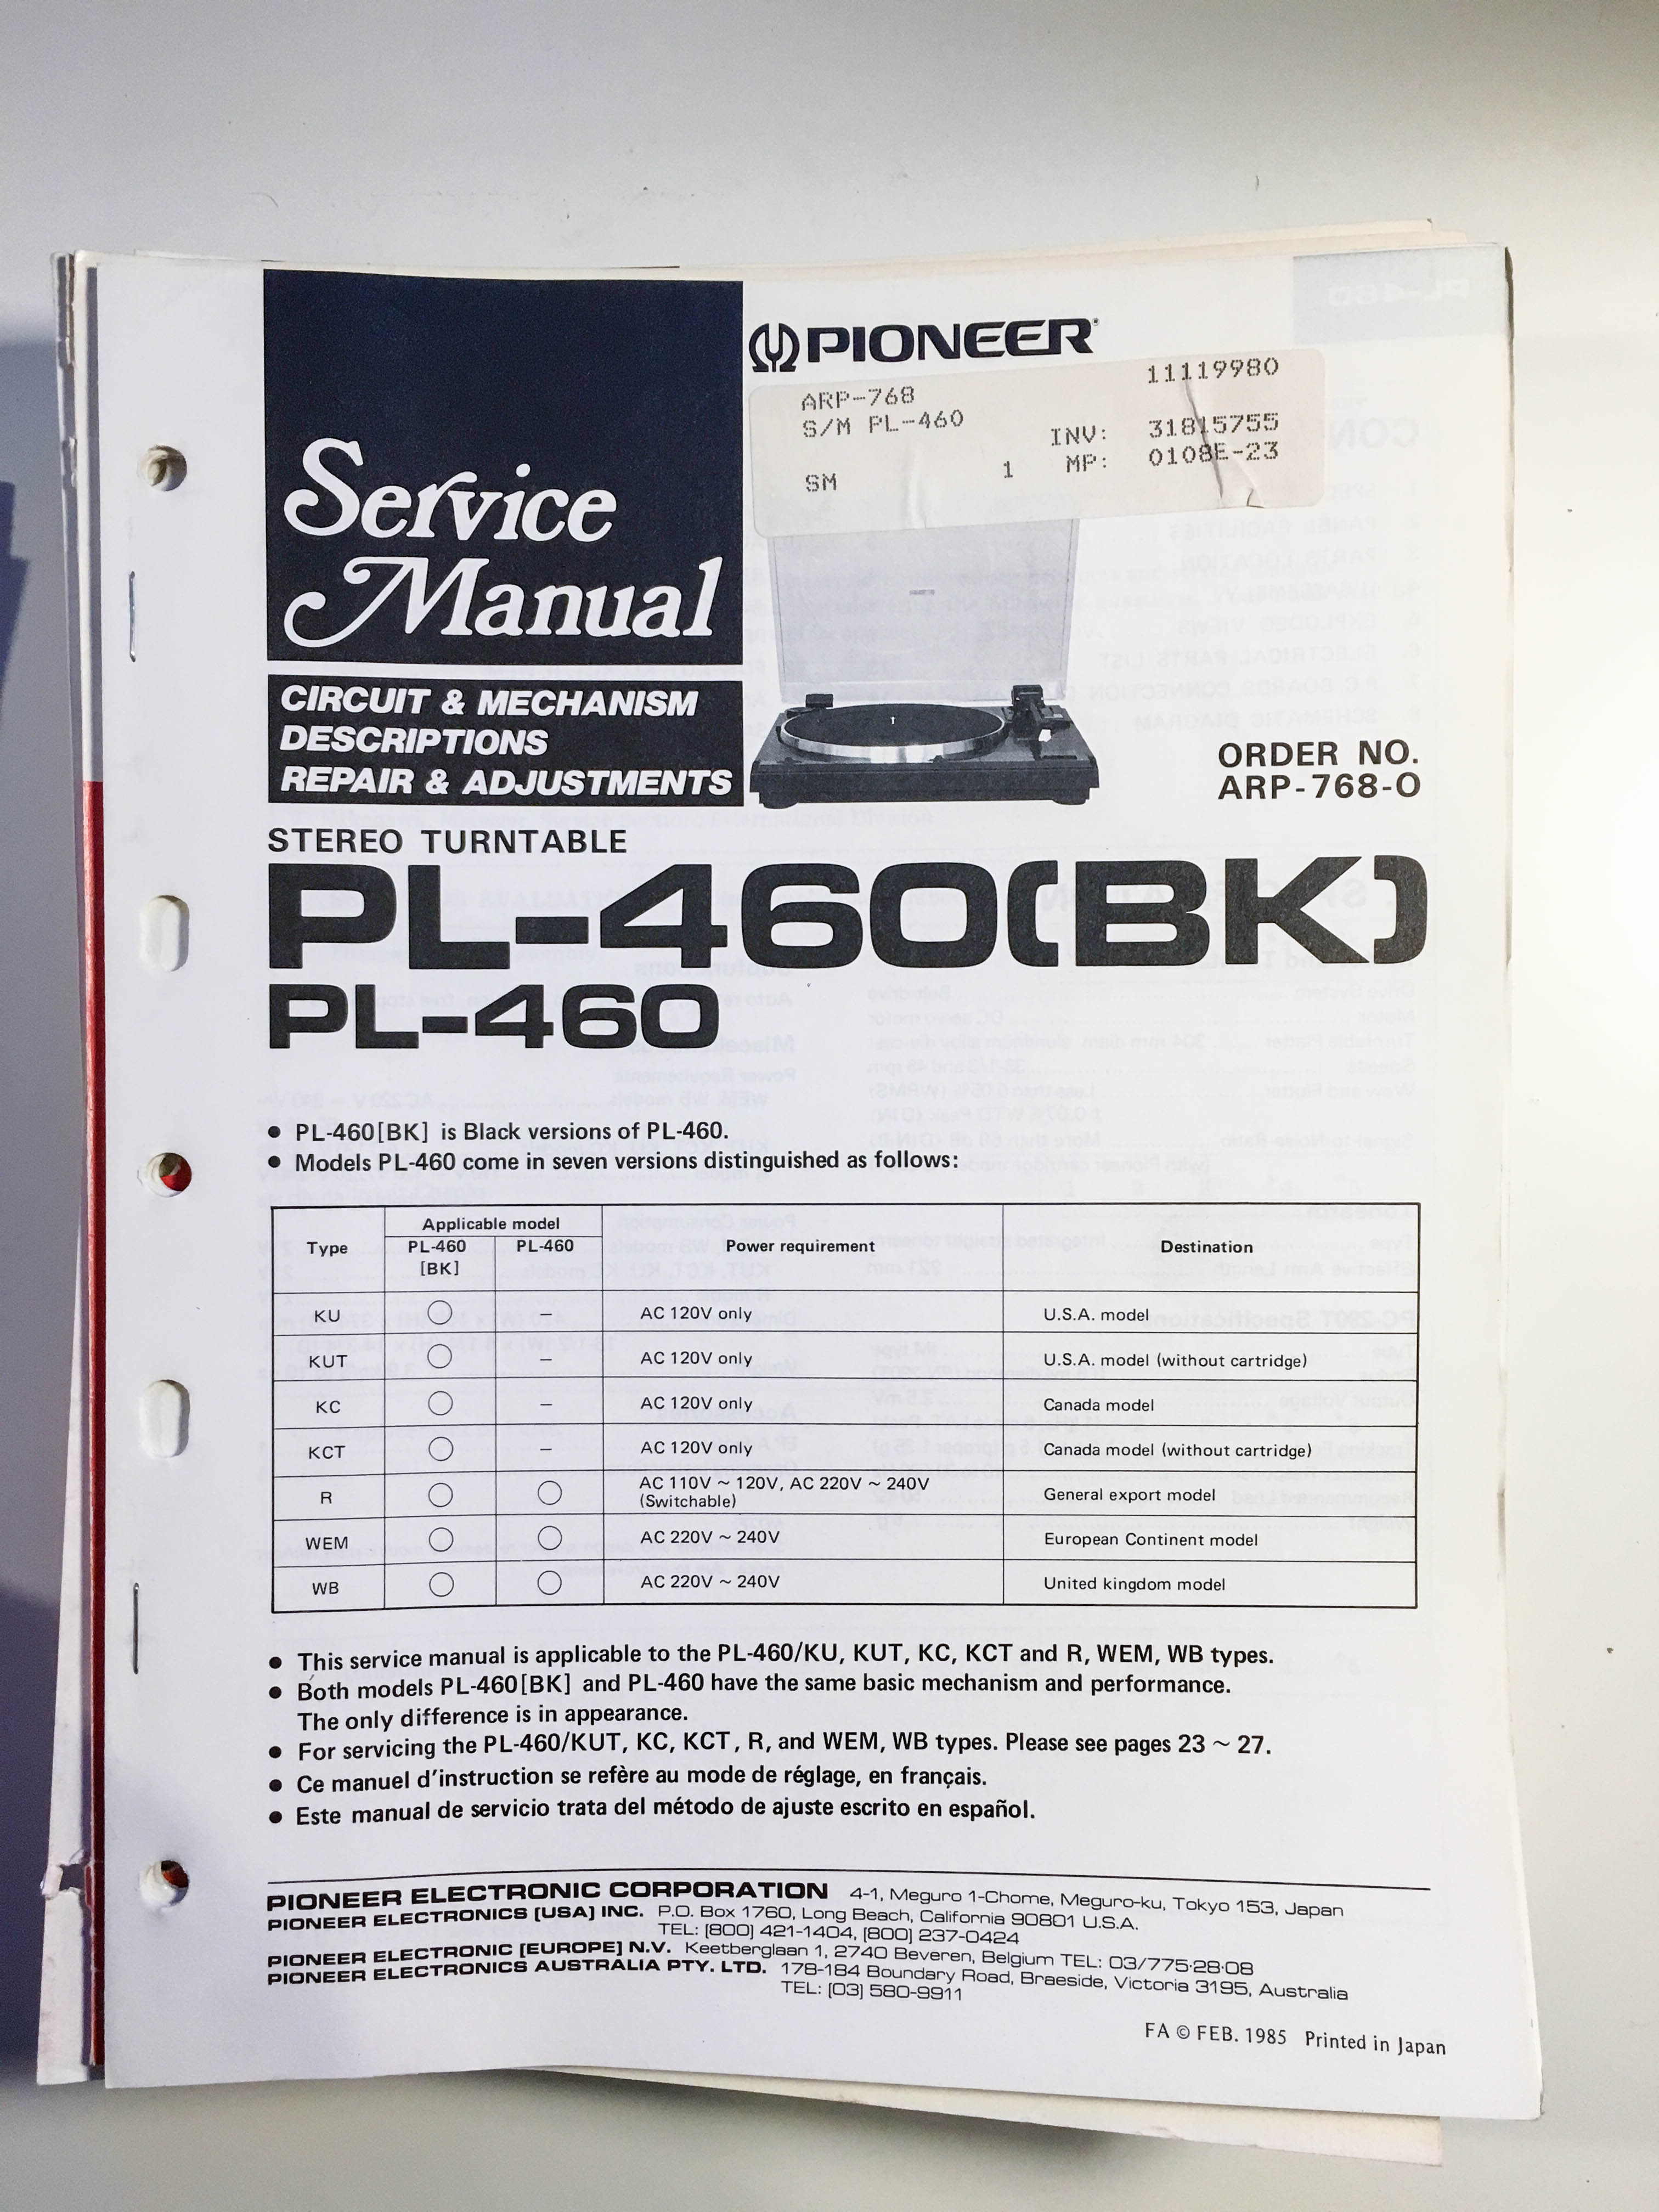 Service
Manual
CIRCUIT & MECHANISM
DESCRIPTIONS
REPAIR & ADJUSTMENTS
PIONEER®
ARP-768 11119980
S/M PL-460 INV: 31815755
SM 1 MP: 0108E-23
ORDER NO.
ARP-768-O
STEREO TURNTABLE
PL-460(BK)
PL-460
● PL-460[BK] is Black versions of PL-460.
● Models PL-460 come in seven versions distinguished as follows:
Type Applicable model Power requirement Destination
PL-460 [BK] PL-460
KU ○ – AC 120V only U.S.A. model
KUT ○ – AC 120V only U.S.A. model (without cartridge)
KC ○ – AC 120V only Canada model
KCT ○ – AC 120V only Canada model (without cartridge)
R ○ ○ AC 110V ~ 120V, AC 220V ~ 240V (Switchable) General export model
WEM ○ ○ AC 220V ~ 240V European Continent model
WB ○ ○ AC 220V ~ 240V United kingdom model
● This service manual is applicable to the PL-460/KU, KUT, KC, KCT and R, WEM, WB types.
● Both models PL-460[BK] and PL-460 have the same basic mechanism and performance.
The only difference is in appearance.
● For servicing the PL-460/KUT, KC, KCT, R, and WEM, WB types. Please see pages 23 ~ 27.
● Ce manuel d'instruction se refère au mode de réglage, en français.
● Este manual de servicio trata del método de ajuste escrito en español.
PIONEER ELECTRONIC CORPORATION 4-1, Meguro 1-Chome, Meguro-ku, Tokyo 153, Japan
PIONEER ELECTRONICS [USA] INC. P.O. Box 1760, Long Beach, California 90801 U.S.A.
TEL: [800] 421-1404, [800] 237-0424
PIONEER ELECTRONIC [EUROPE] N.V. Keetberglaan 1, 2740 Beveren, Belgium TEL: 03/775·28·08
PIONEER ELECTRONICS AUSTRALIA PTY. LTD. 178-184 Boundary Road, Braeside, Victoria 3195, Australia
TEL: [03] 580-9911
FA © FEB. 1985 Printed in Japan